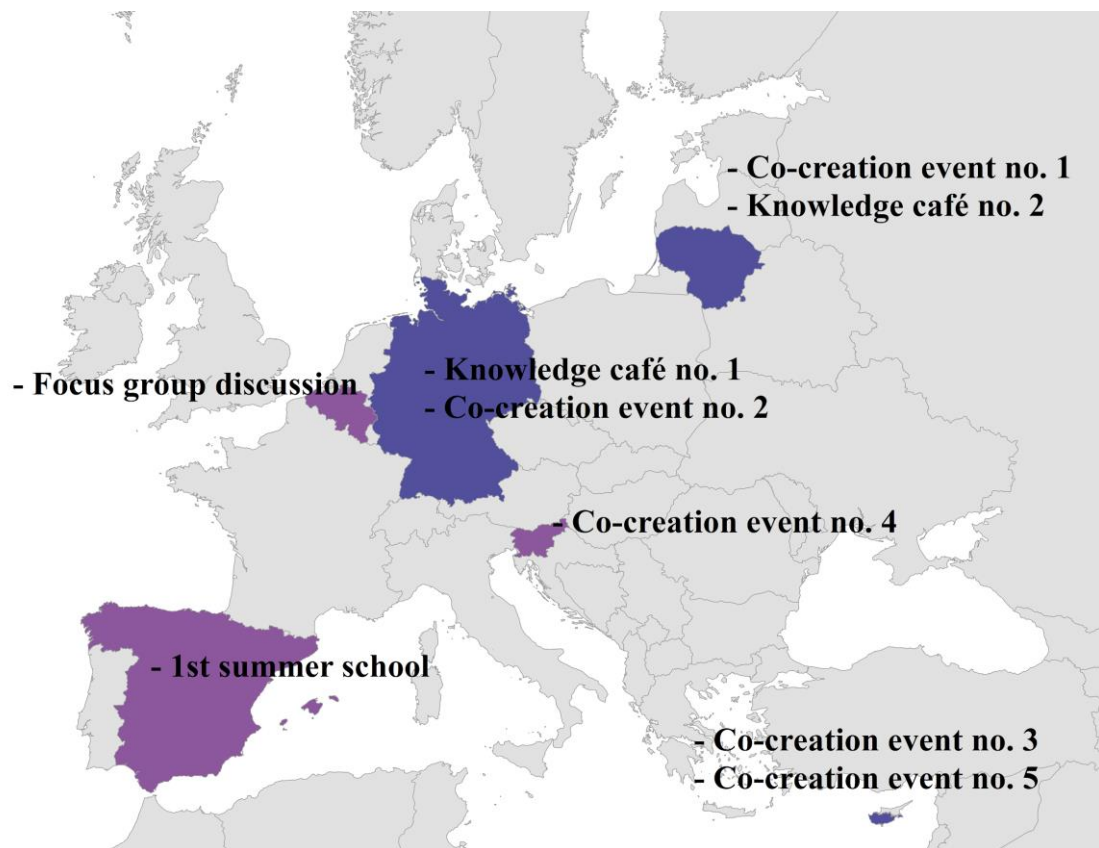 - Co-creation event no. 1
- Knowledge café no. 2
- Focus group discussion
- Knowledge café no. 1
- Co-creation event no. 2
- Co-creation event no. 4
- 1st summer school
- Co-creation event no. 3
- Co-creation event no. 5